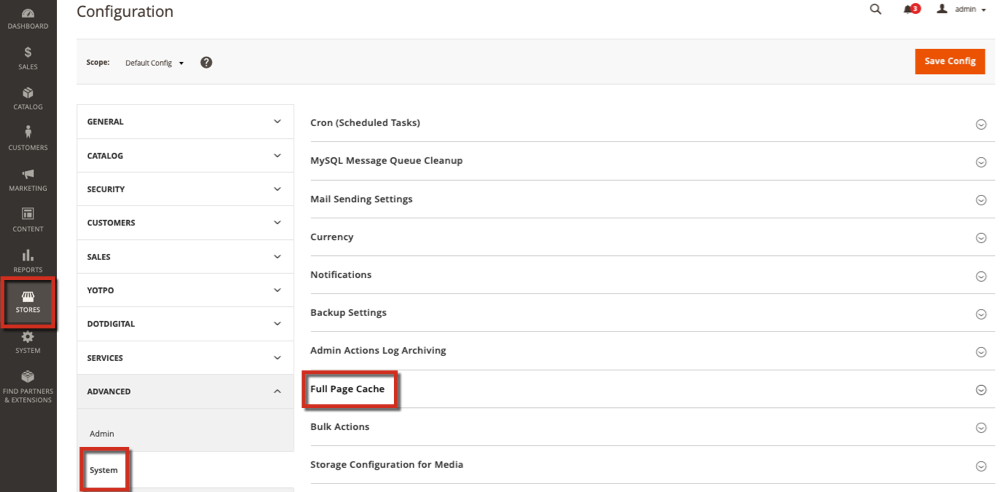 Configuration
3
admin
Scope:
Default Config
?
Save Config
DASHBOARD
$
SALES
CATALOG
CUSTOMERS
MARKETING
CONTENT
REPORTS
STORES
SYSTEM
FIND PARTNERS
& EXTENSIONS
GENERAL
CATALOG
SECURITY
CUSTOMERS
SALES
YOTPO
DOTDIGITAL
SERVICES
ADVANCED
Admin
System
Cron (Scheduled Tasks)
MySQL Message Queue Cleanup
Mail Sending Settings
Currency
Notifications
Backup Settings
Admin Actions Log Archiving
Full Page Cache
Bulk Actions
Storage Configuration for Media